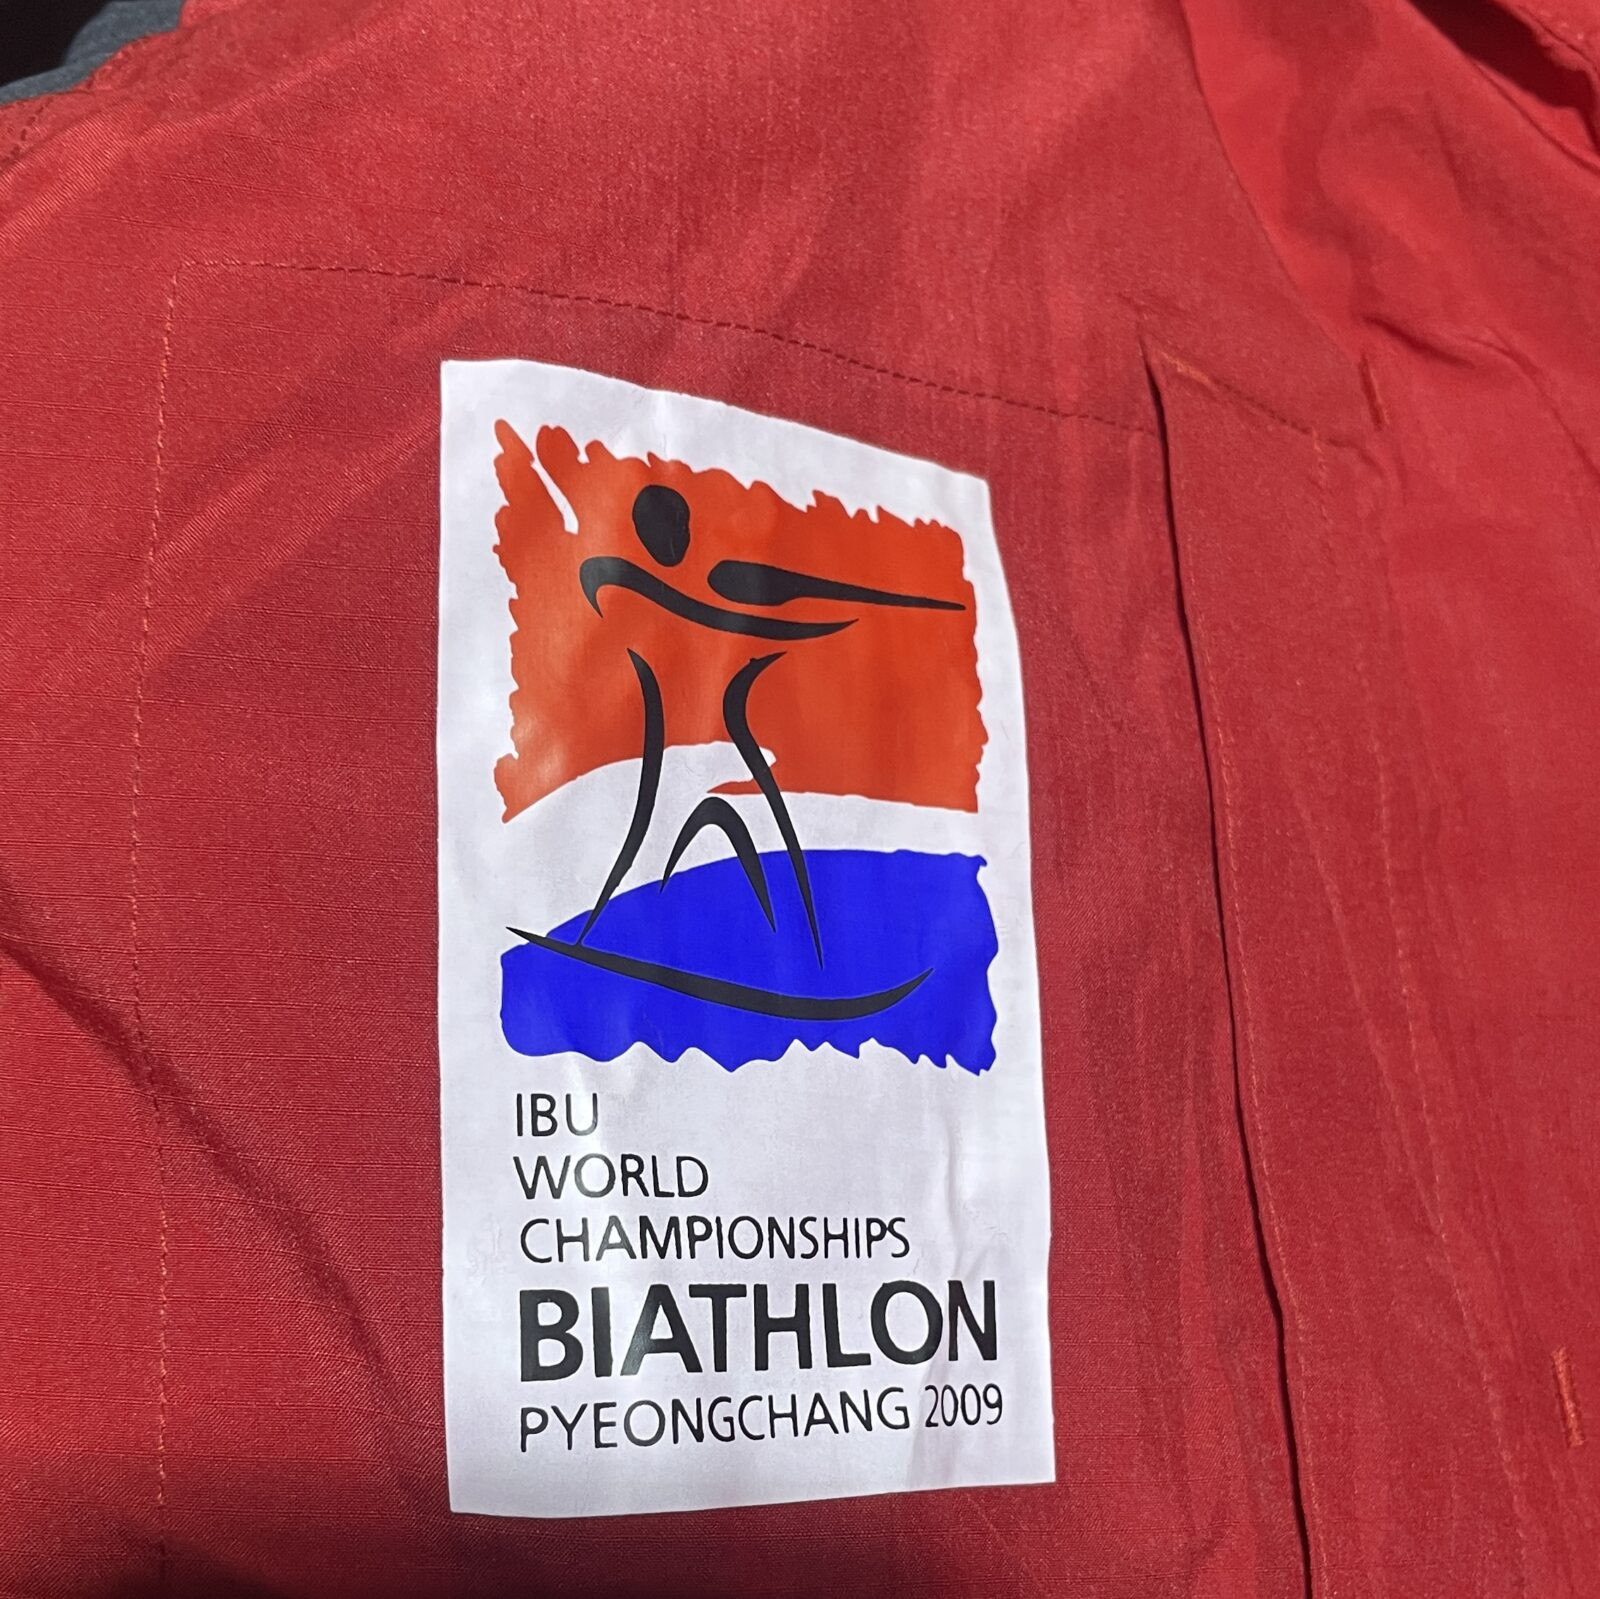 IBU
WORLD
CHAMPIONSHIPS
BIATHLON
PYEONGCHANG 2009